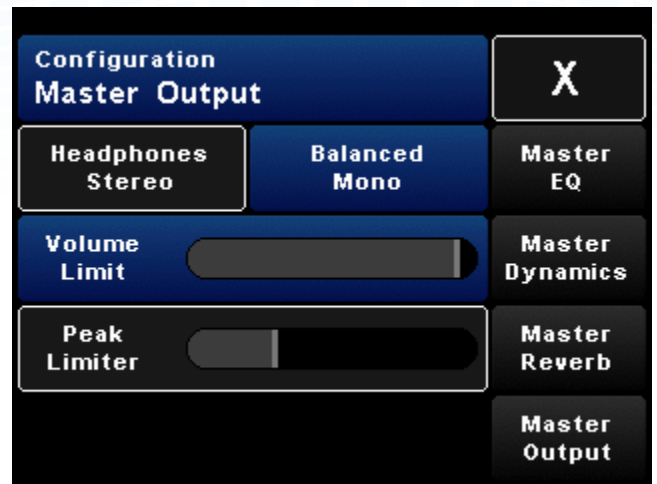 Configuration
Master Output
X
Headphones
Stereo
Balanced
Mono
Master
EQ
Volume
Limit
Master
Dynamics
Peak
Limiter
Master
Reverb
Master
Output